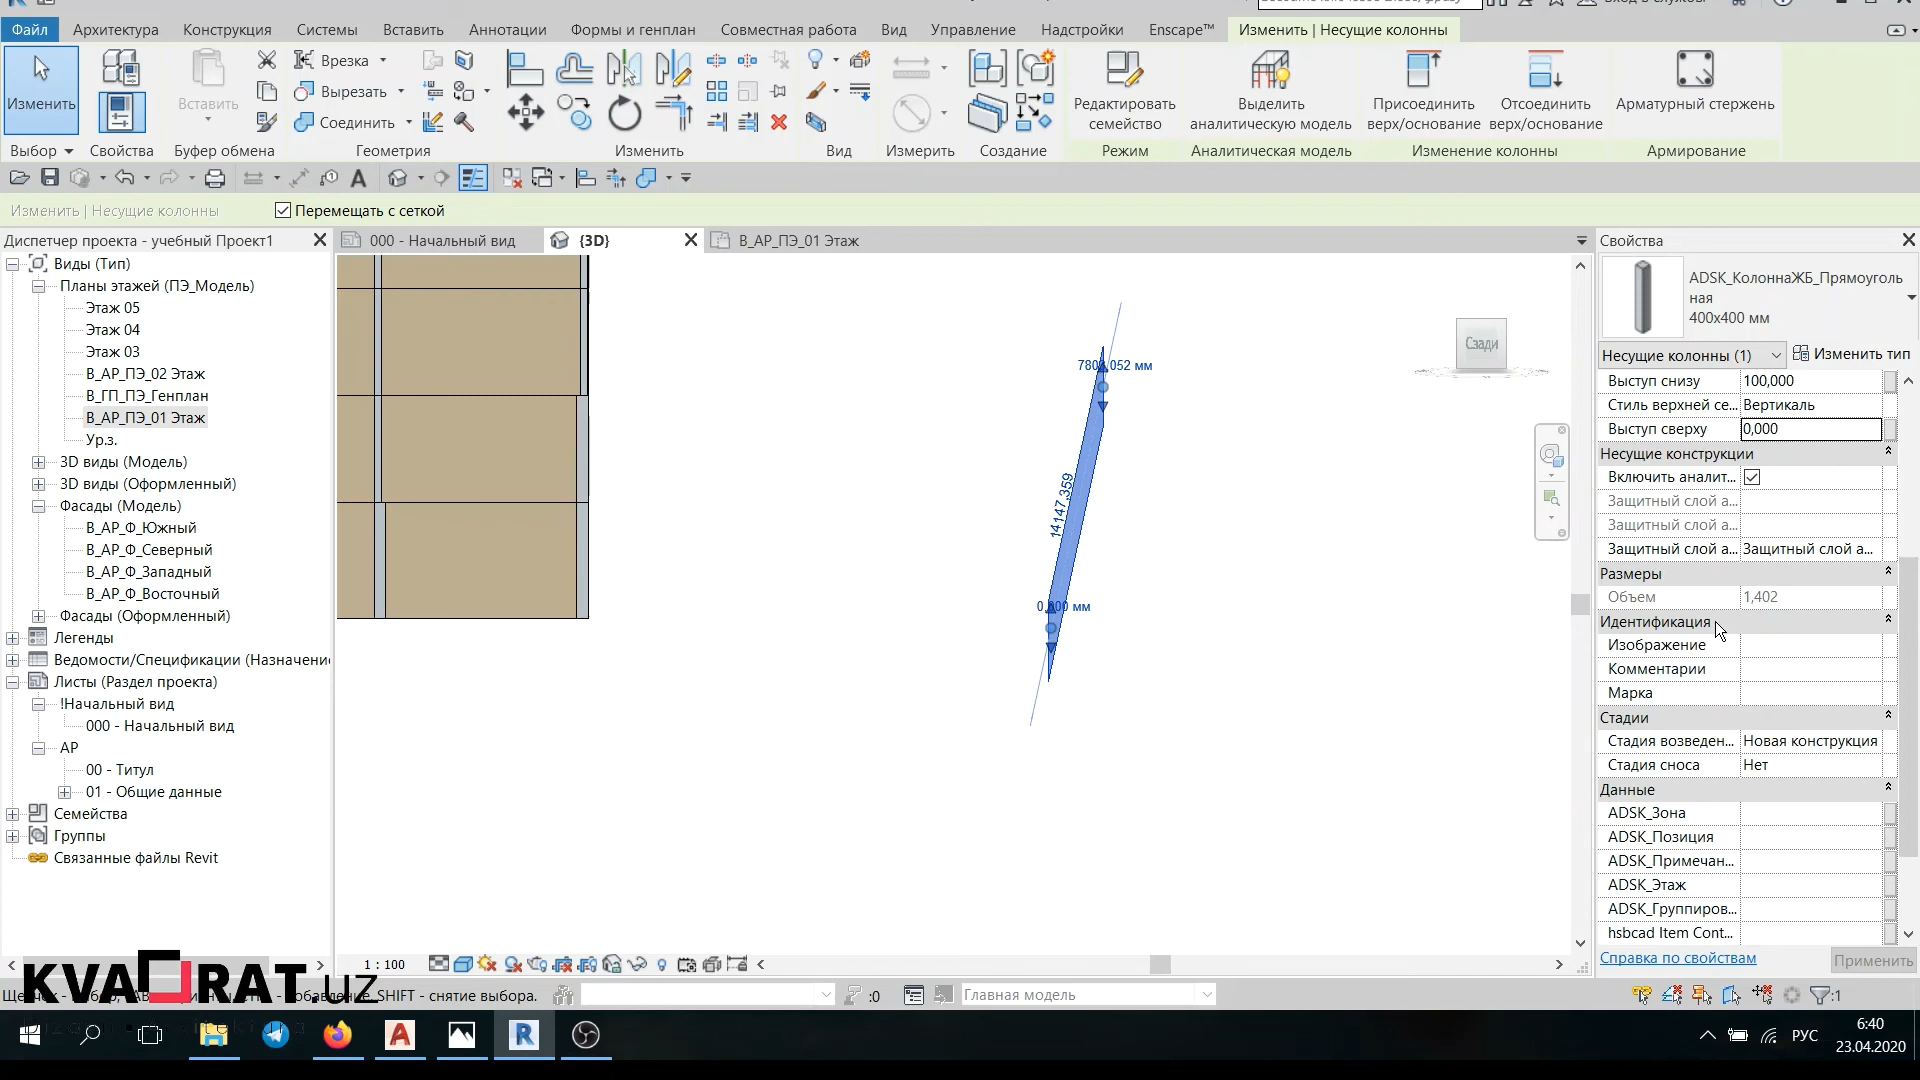 Файл Архитектура Конструкция Системы Вставить Аннотации Формы и генплан Совместная работа Вид Управление Надстройки Enscape™ Изменить | Несущие колонны
Врезка
Вырезать
Соединить
Изменить
Вставить
Редактировать семейство
Выделить аналитическую модель
Присоединить верх/основание
Отсоединить верх/основание
Арматурный стержень
Выбор Свойства Буфер обмена Геометрия Изменить Вид Измерить Создание Режим Аналитическая модель Изменение колонны Армирование
Изменить | Несущие колонны Перемещать с сеткой
Диспетчер проекта - учебный Проект1
000 - Начальный вид {3D} В_АР_ПЭ_01 Этаж
Виды (Тип)
Планы этажей (ПЭ_Модель)
Этаж 05
Этаж 04
Этаж 03
В_АР_ПЭ_02 Этаж
В_ГП_ПЭ_Генплан
В_АР_ПЭ_01 Этаж
Ур.з.
3D виды (Модель)
3D виды (Оформленный)
Фасады (Модель)
В_АР_Ф_Южный
В_АР_Ф_Северный
В_АР_Ф_Западный
В_АР_Ф_Восточный
Фасады (Оформленный)
Легенды
Ведомости/Спецификации (Назначени
Листы (Раздел проекта)
!Начальный вид
000 - Начальный вид
АР
00 - Титул
01 - Общие данные
Семейства
Группы
Связанные файлы Revit
052 мм
14147,359
мм
Сзади
Свойства
ADSK_КолоннаЖБ_Прямоуголь
ная
400х400 мм
Несущие колонны (1) Изменить тип
Выступ снизу 100,000
Стиль верхней се... Вертикаль
Выступ сверху 0,000
Несущие конструкции
Включить аналит...
Защитный слой а...
Защитный слой а...
Защитный слой а... Защитный слой а...
Размеры
Объем 1,402
Идентификация
Изображение
Комментарии
Марка
Стадии
Стадия возведен... Новая конструкция
Стадия сноса Нет
Данные
ADSK_Зона
ADSK_Позиция
ADSK_Примечан...
ADSK_Этаж
ADSK_Группиров...
hsbcad Item Cont...
Справка по свойствам Применить
1 : 100
KVADRAT.UZ
SHIFT - снятие выбора. :0 Главная модель :1
РУС
6:40
23.04.2020